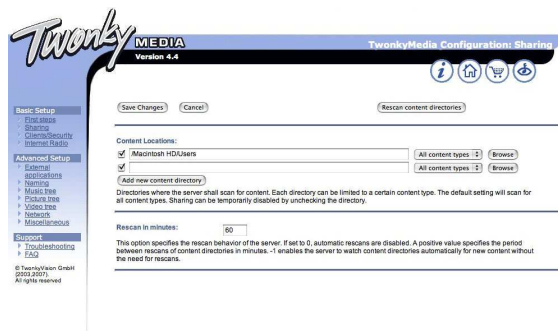 Twonky
MEDIA
Version 4.4
TwonkyMedia Configuration: Sharing
Basic Setup
First steps
Sharing
Clients/Security
Internet Radio
Advanced Setup
External
applications
Naming
Music tree
Picture tree
Video tree
Network
Miscellaneous
Support
Troubleshooting
FAQ
© TwonkyVision GmbH
(2003,2007).
All rights reserved
Save Changes Cancel Rescan content directories
Content Locations:
/Macintosh HD/Users All content types Browse
All content types Browse
Add new content directory
Directories where the server shall scan for content. Each directory can be limited to a certain content type. The default setting will scan for
all content types. Sharing can be temporarily disabled by unchecking the directory.
Rescan in minutes: 60
This option specifies the rescan behavior of the server. If set to 0, automatic rescans are disabled. A positive value specifies the period
between rescans of content directories in minutes. -1 enables the server to watch content directories automatically for new content without
the need for rescans.